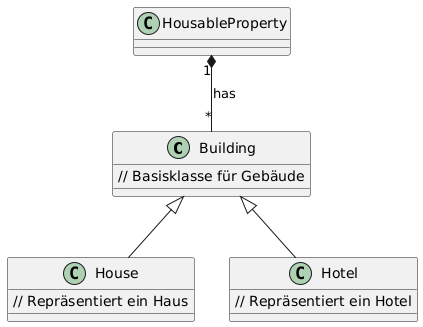 C HousableProperty
1
has
*
C Building
// Basisklasse für Gebäude
C House
// Repräsentiert ein Haus
C Hotel
// Repräsentiert ein Hotel